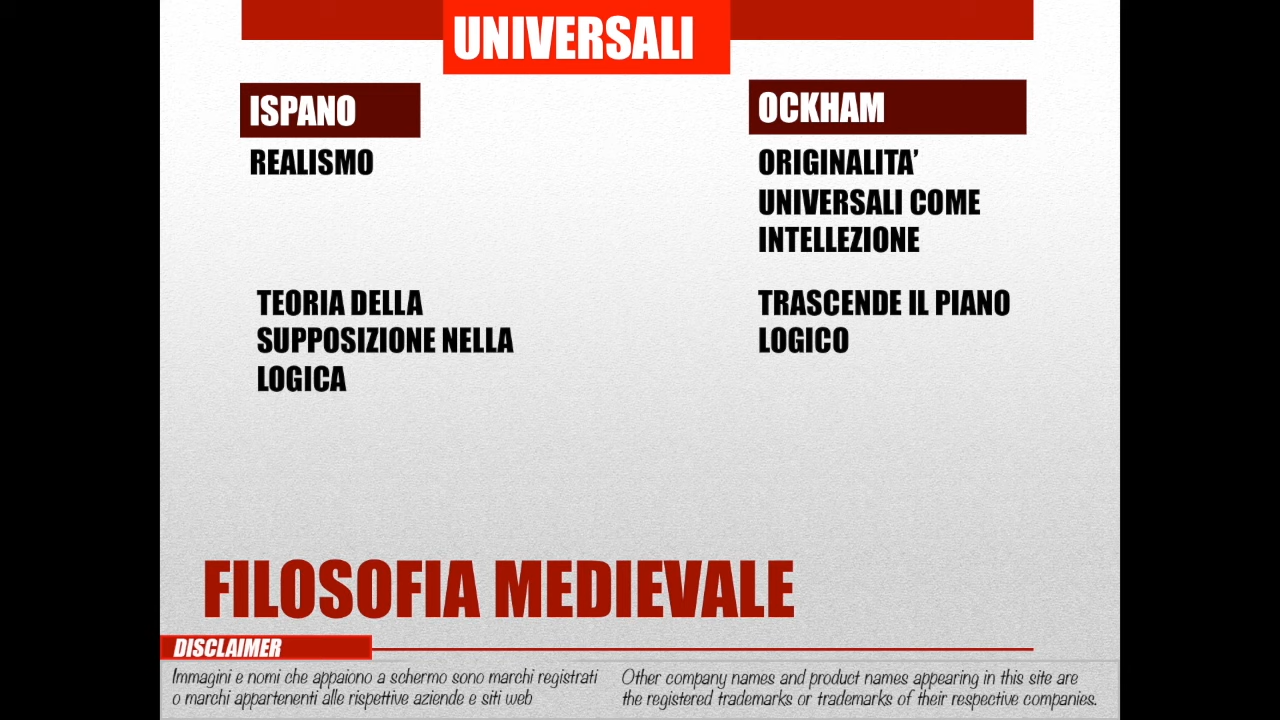 UNIVERSALI
ISPANO
REALISMO
TEORIA DELLA
SUPPOSIZIONE NELLA
LOGICA
OCKHAM
ORIGINALITA’
UNIVERSALI COME
INTELLEZIONE
TRASCENDE IL PIANO
LOGICO
FILOSOFIA MEDIEVALE
DISCLAIMER
Immagini e nomi che appaiono a schermo sono marchi registrati
o marchi appartenenti alle rispettive aziende e siti web
Other company names and product names appearing in this site are
the registered trademarks or trademarks of their respective companies.